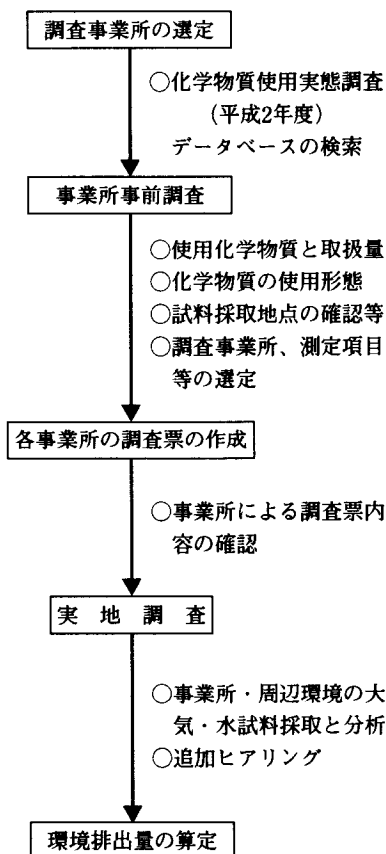 調査事業所の選定
○化学物質使用実態調査
(平成2年度)
データベースの検索
事業所事前調査
○使用化学物質と取扱量
○化学物質の使用形態
○試料採取地点の確認等
○調査事業所、測定項目
等の選定
各事業所の調査票の作成
○事業所による調査票内
容の確認
実地調査
○事業所・周辺環境の大
気・水試料採取と分析
○追加ヒアリング
環境排出量の算定